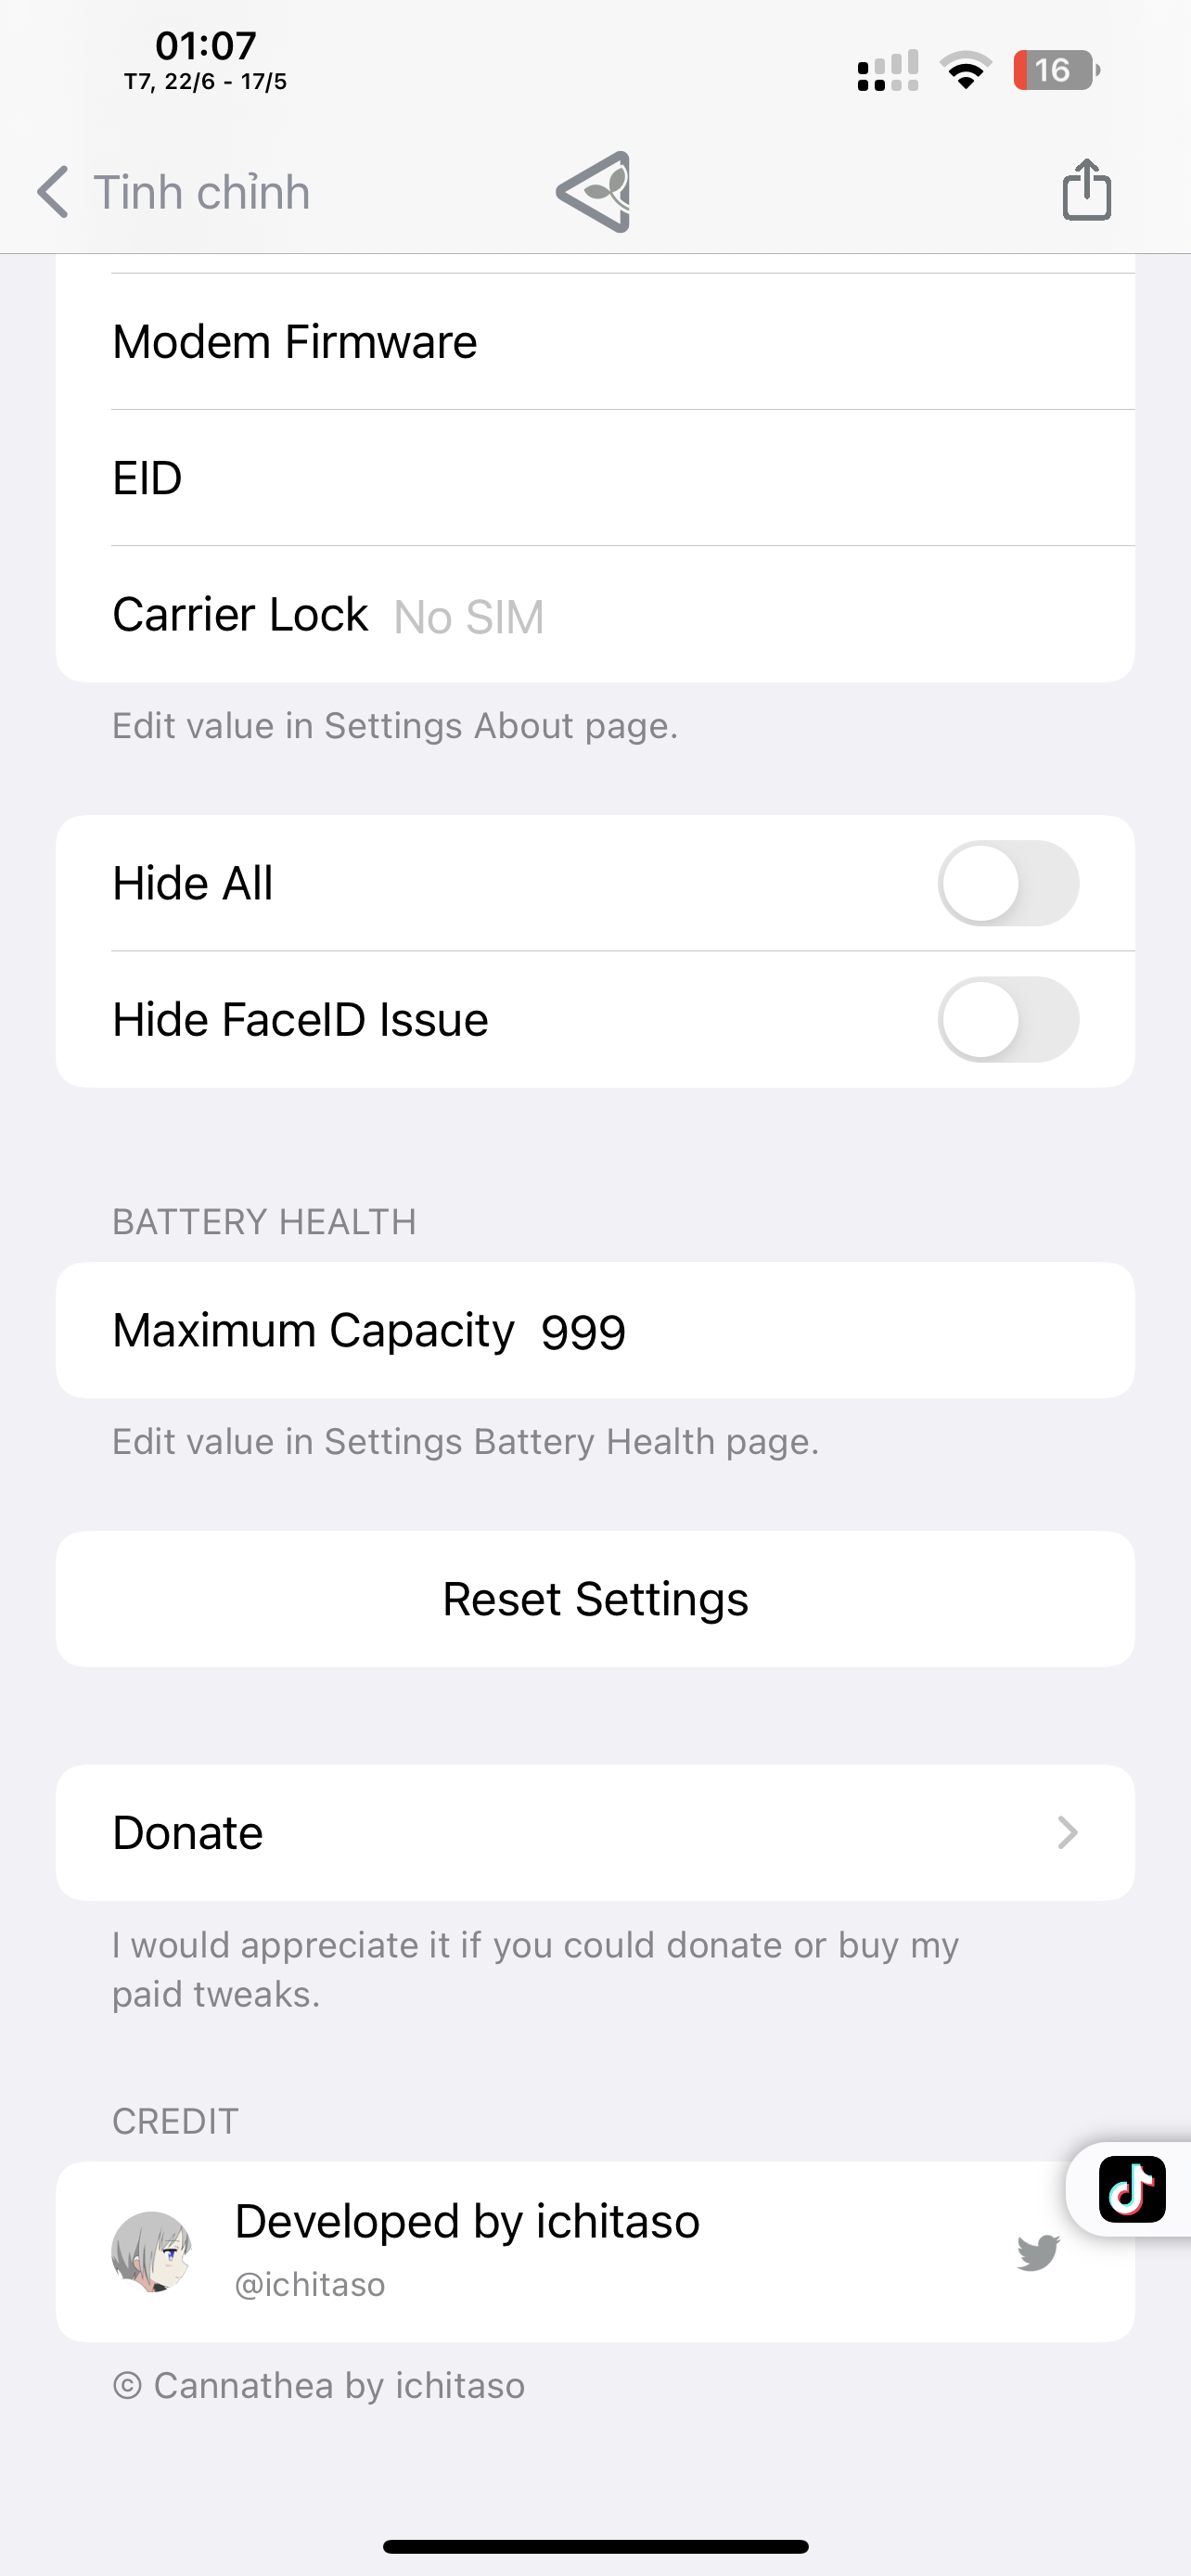 01:07
T7, 22/6 - 17/5
16
Tinh chỉnh
Modem Firmware
EID
Carrier Lock No SIM
Edit value in Settings About page.
Hide All
Hide FaceID Issue
BATTERY HEALTH
Maximum Capacity 999
Edit value in Settings Battery Health page.
Reset Settings
Donate
I would appreciate it if you could donate or buy my
paid tweaks.
CREDIT
Developed by ichitaso
@ichitaso
© Cannathea by ichitaso